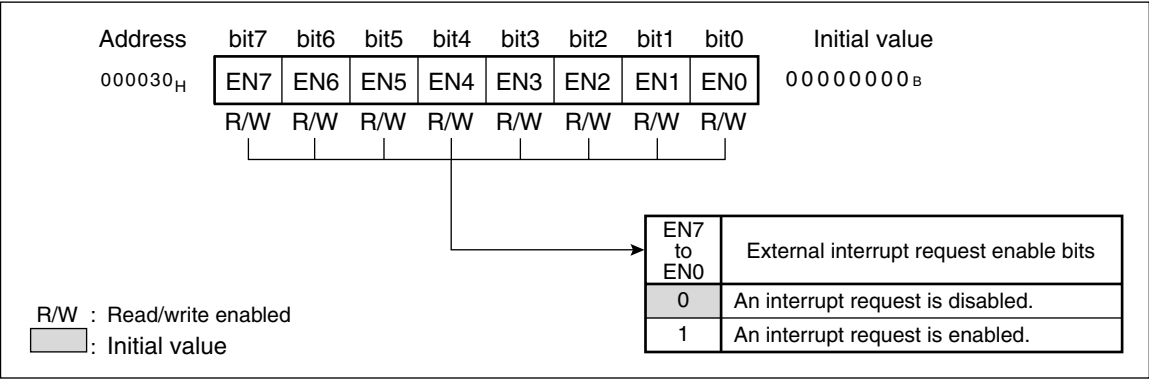 Address bit7 bit6 bit5 bit4 bit3 bit2 bit1 bit0 Initial value
000030H EN7 EN6 EN5 EN4 EN3 EN2 EN1 EN0 00000000B
R/W R/W R/W R/W R/W R/W R/W R/W
EN7
to
EN0
External interrupt request enable bits
0 An interrupt request is disabled.
1 An interrupt request is enabled.
R/W : Read/write enabled
: Initial value